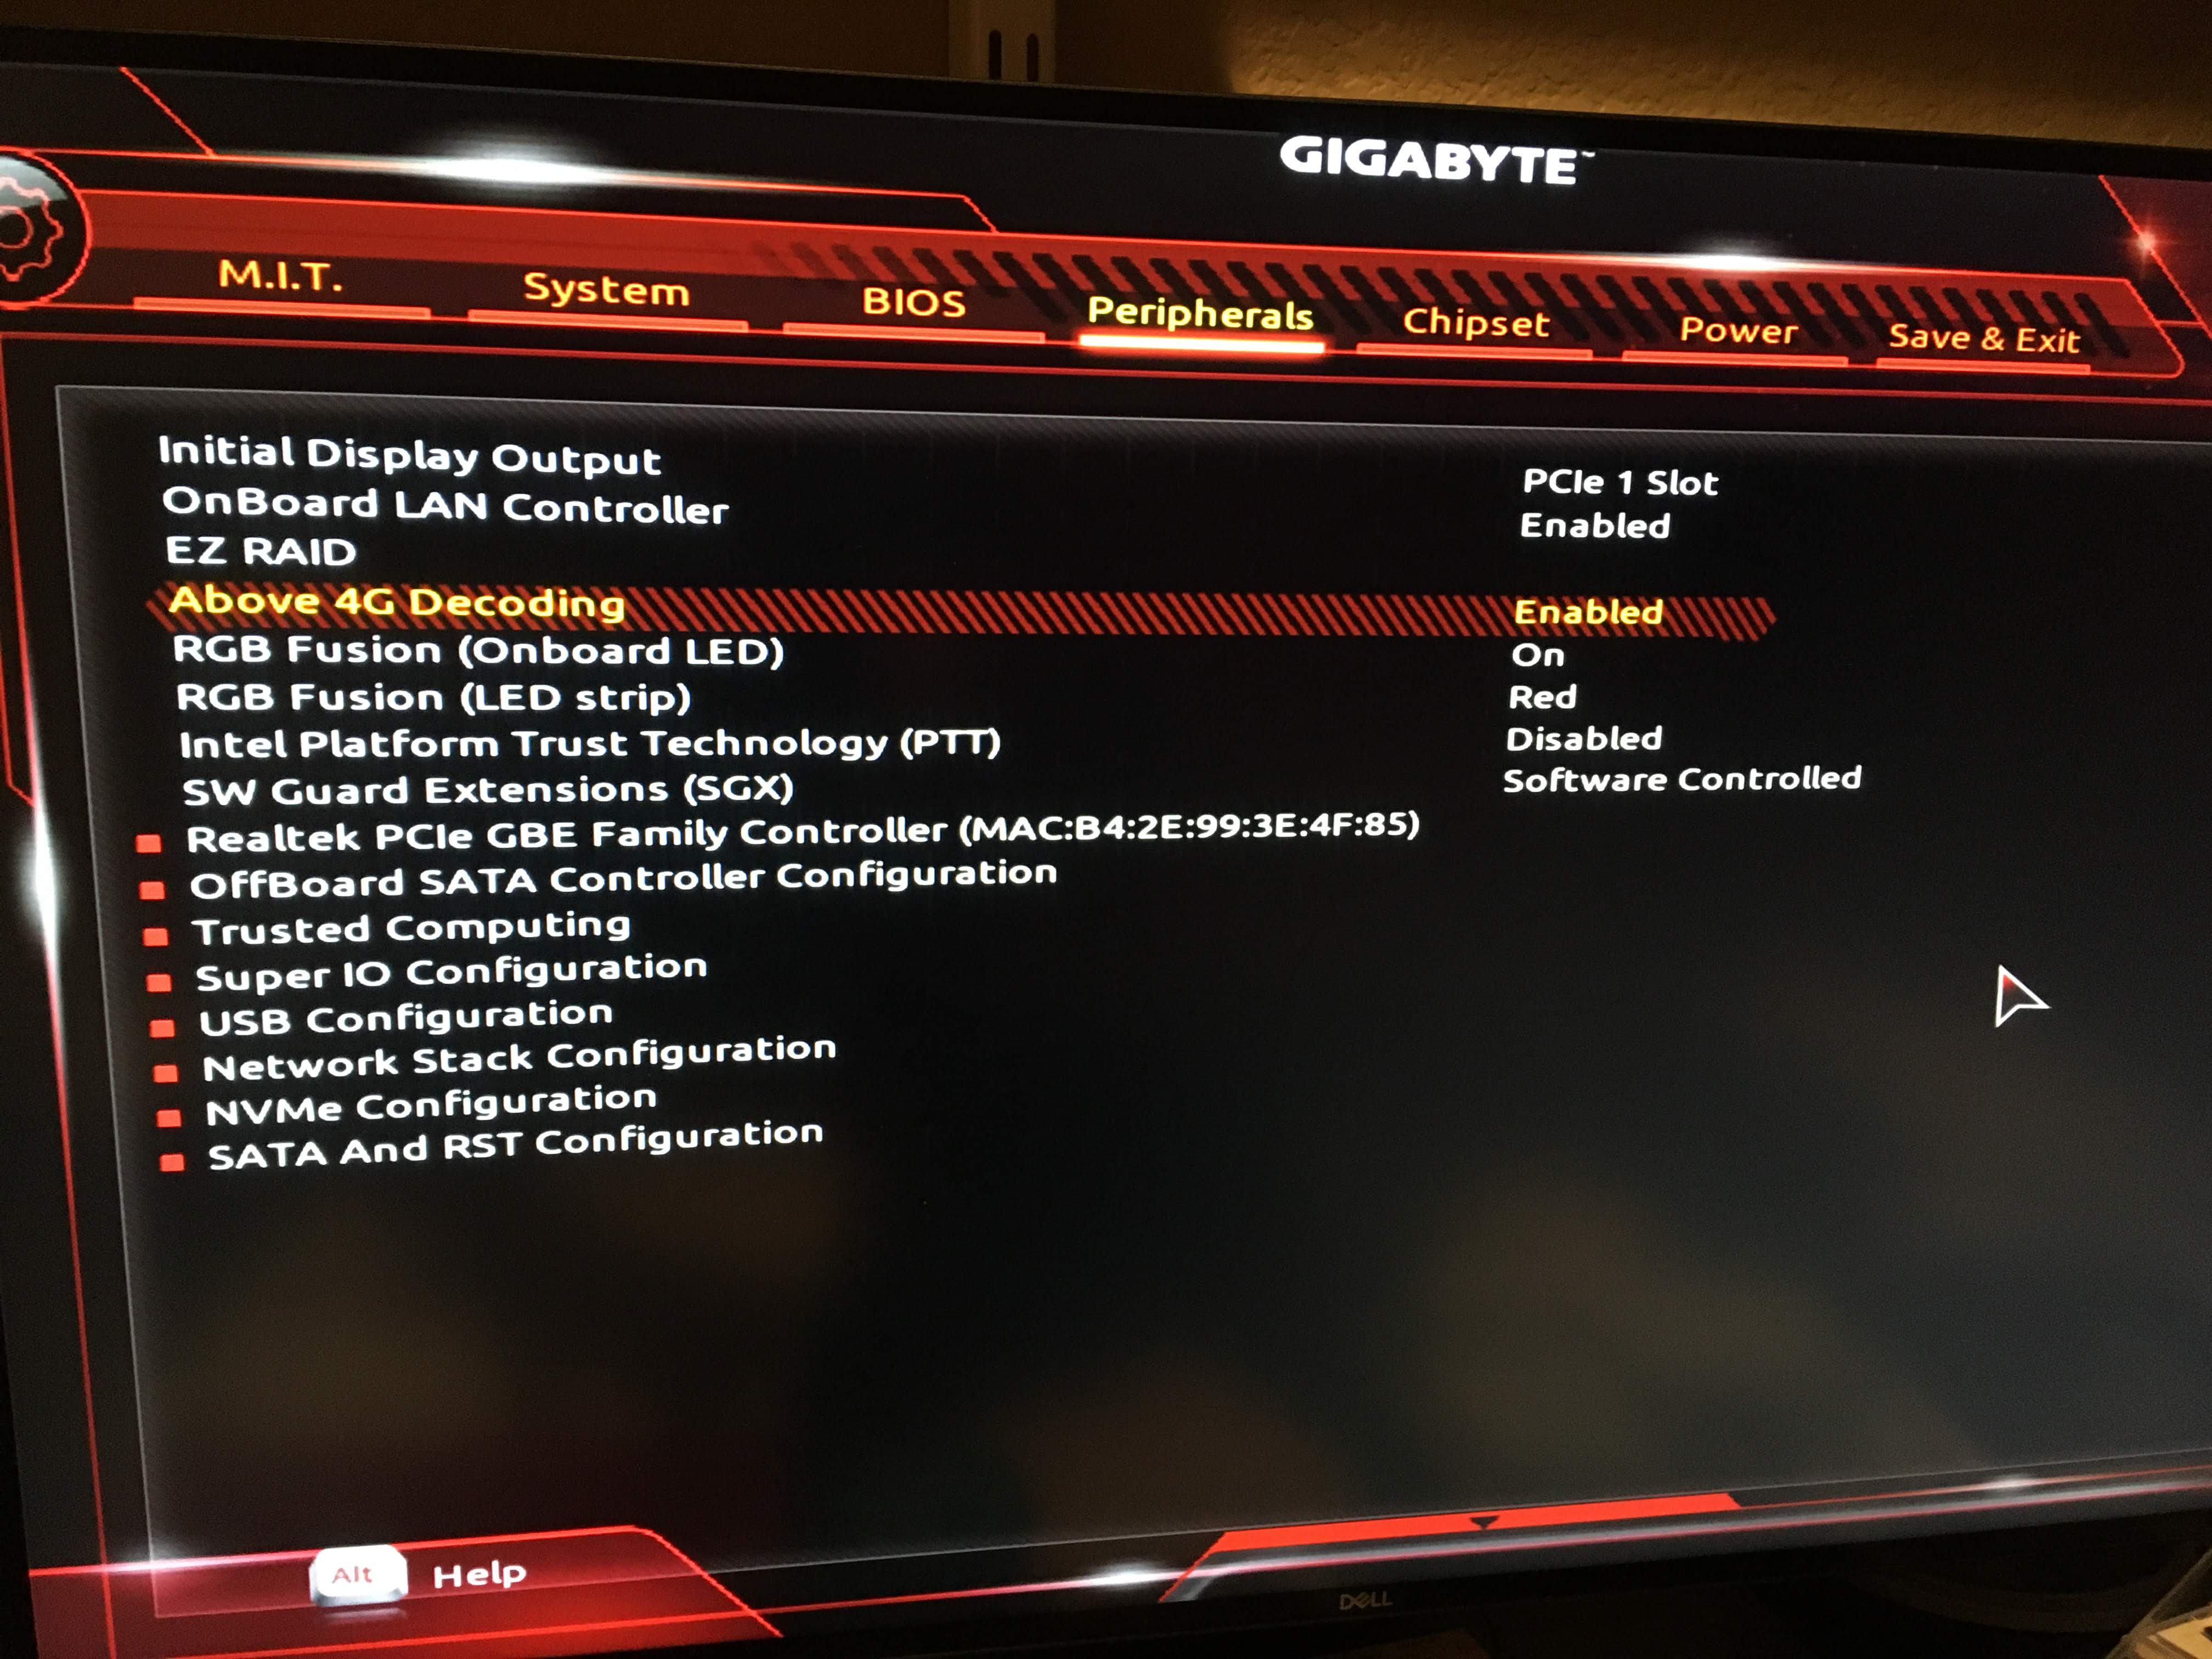 GIGABYTE™
M.I.T. System BIOS Peripherals Chipset Power Save & Exit
Initial Display Output PCIe 1 Slot
OnBoard LAN Controller Enabled
EZ RAID
Above 4G Decoding Enabled
RGB Fusion (Onboard LED) On
RGB Fusion (LED strip) Red
Intel Platform Trust Technology (PTT) Disabled
SW Guard Extensions (SGX) Software Controlled
Realtek PCIe GBE Family Controller (MAC:B4:2E:99:3E:4F:85)
OffBoard SATA Controller Configuration
Trusted Computing
Super IO Configuration
USB Configuration
Network Stack Configuration
NVMe Configuration
SATA And RST Configuration
Alt Help
DELL